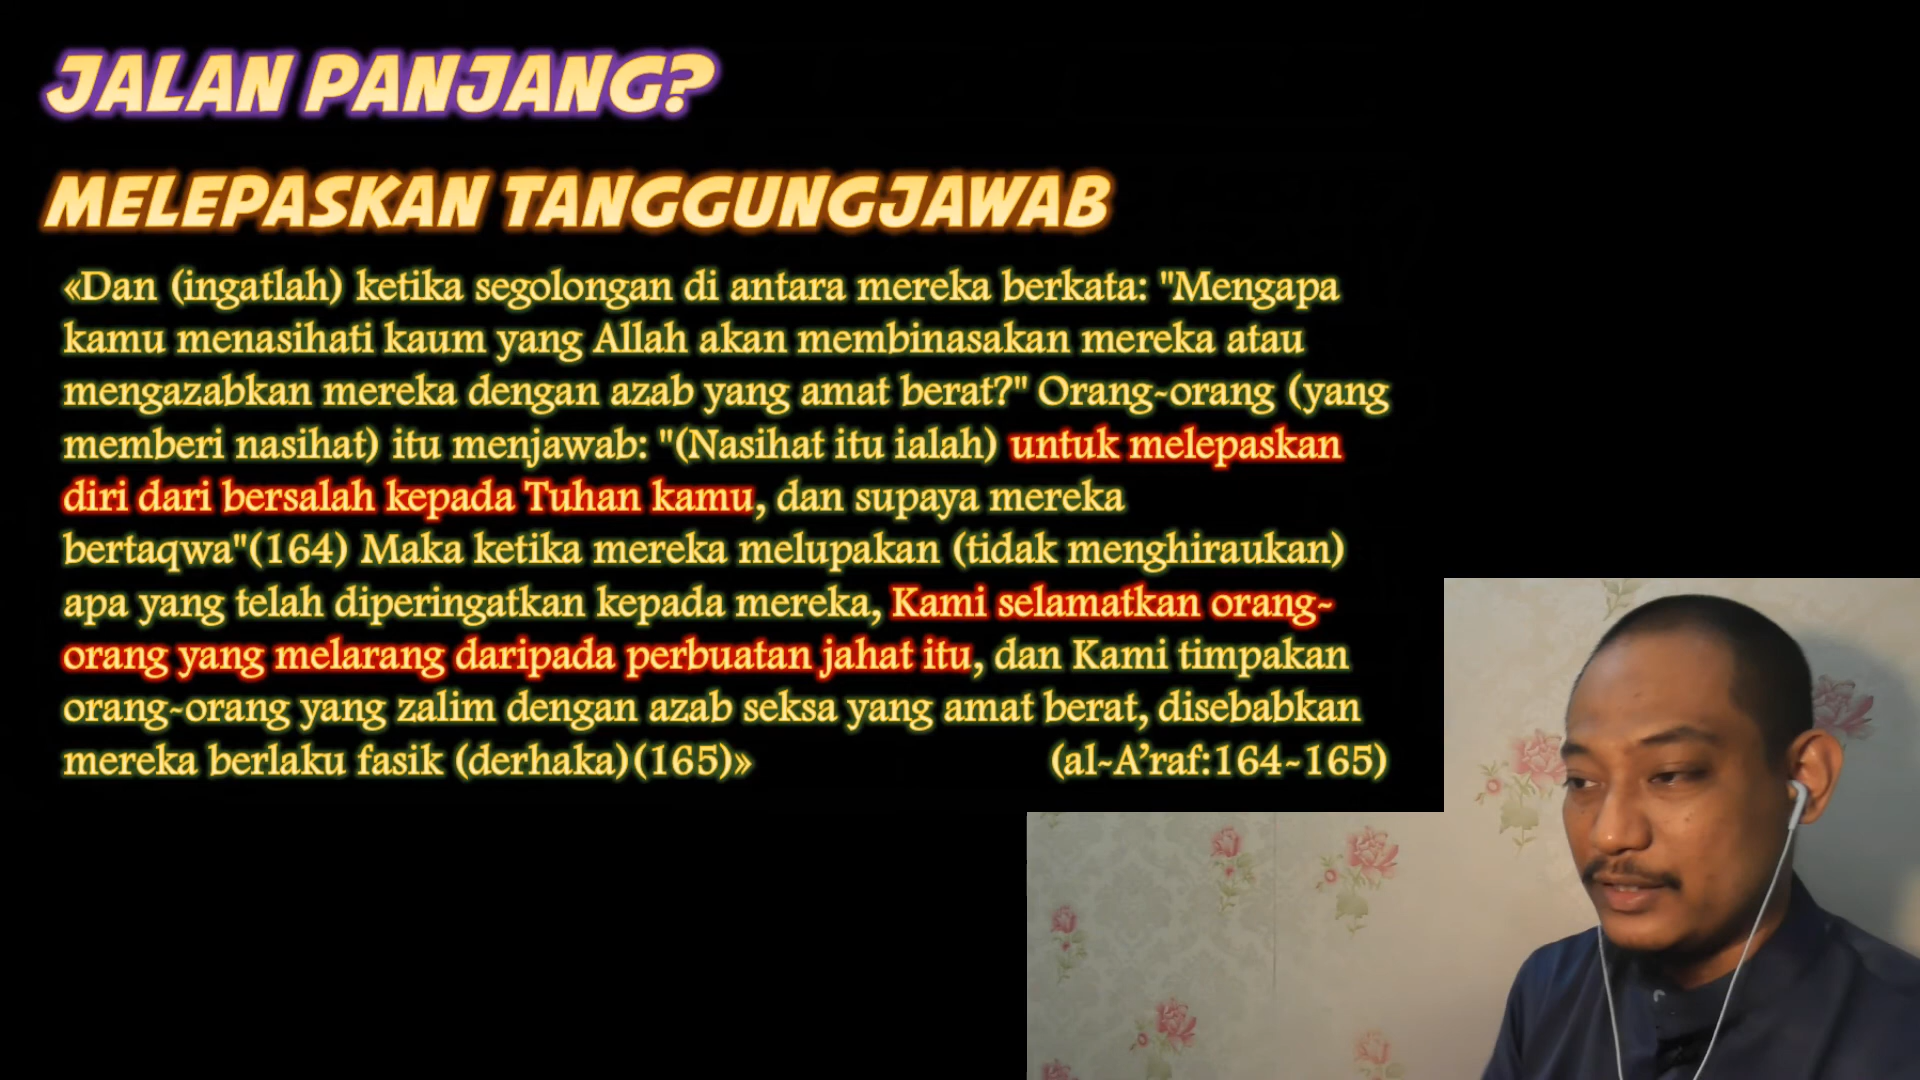 JALAN PANJANG?
MELEPASKAN TANGGUNGJAWAB
«Dan (ingatlah) ketika segolongan di antara mereka berkata: "Mengapa
kamu menasihati kaum yang Allah akan membinasakan mereka atau
mengazabkan mereka dengan azab yang amat berat?" Orang-orang (yang
memberi nasihat) itu menjawab: "(Nasihat itu ialah) untuk melepaskan
diri dari bersalah kepada Tuhan kamu, dan supaya mereka
bertaqwa"(164) Maka ketika mereka melupakan (tidak menghiraukan)
apa yang telah diperingatkan kepada mereka, Kami selamatkan orang-
orang yang melarang daripada perbuatan jahat itu, dan Kami timpakan
orang-orang yang zalim dengan azab seksa yang amat berat, disebabkan
mereka berlaku fasik (derhaka)(165)» (al-A’raf:164-165)